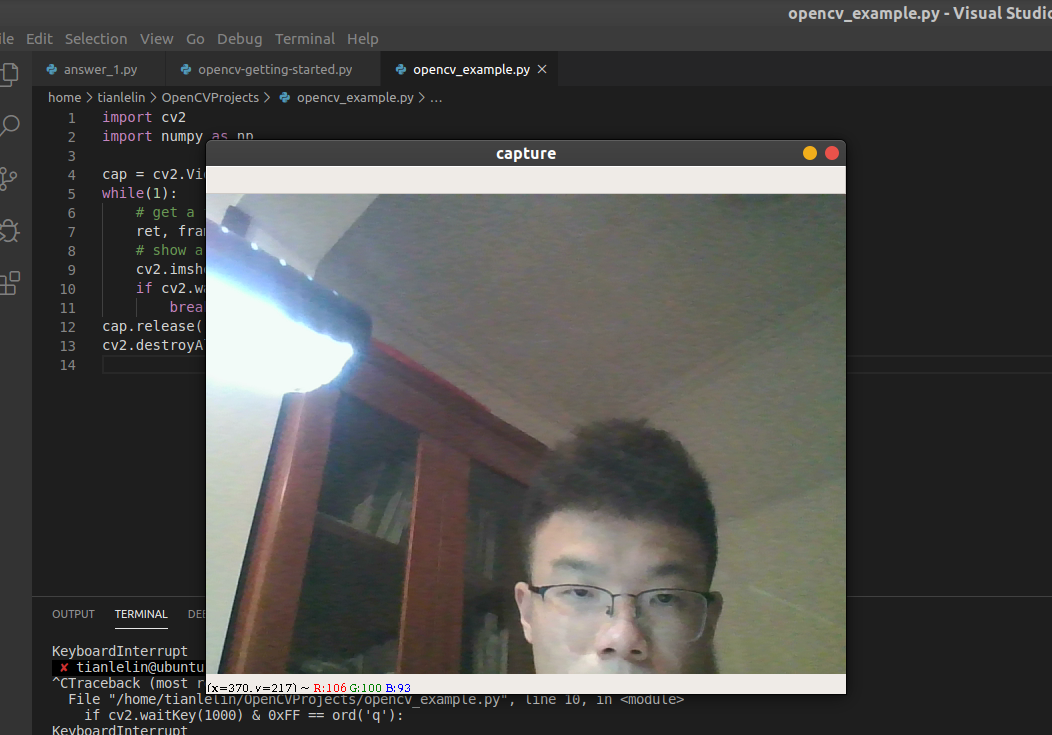 opencv_example.py - Visual Studio
File Edit Selection View Go Debug Terminal Help
answer_1.py opencv-getting-started.py opencv_example.py ×
home > tianlelin > OpenCVProjects > opencv_example.py > ...
1 import cv2
2 import numpy as np
3
4 cap = cv2.Vi
5 while(1):
6 # get a
7 ret, fram
8 # show a
9 cv2.imsh
10 if cv2.wa
11 brea
12 cap.release(
13 cv2.destroyA
14
capture
(x=370, y=217) ~ R:106 G:100 B:93
OUTPUT TERMINAL DE
KeyboardInterrupt
✘ tianlelin@ubuntu
^CTraceback (most r
File "/home/tianlelin/OpenCVProjects/opencv_example.py", line 10, in <module>
if cv2.waitKey(1000) & 0xFF == ord('q'):
KeyboardInterrupt